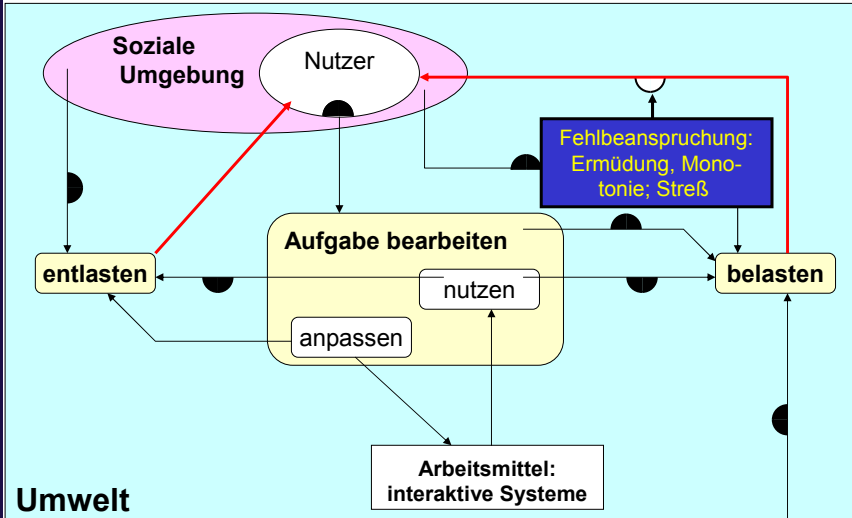 Soziale
Umgebung
Nutzer
Fehlbeanspruchung:
Ermüdung, Mono-
tonie; Streß
Aufgabe bearbeiten
entlasten
nutzen
belasten
anpassen
Arbeitsmittel:
interaktive Systeme
Umwelt